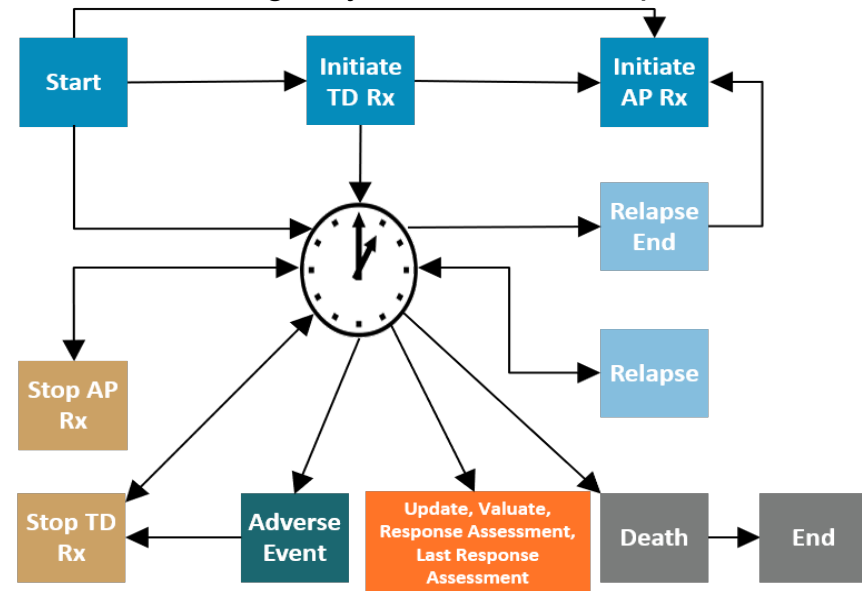 Start
Initiate
TD Rx
Initiate
AP Rx
Relapse
End
Relapse
Stop AP
Rx
Stop TD
Rx
Adverse
Event
Update, Valuate,
Response Assessment,
Last Response
Assessment
Death
End